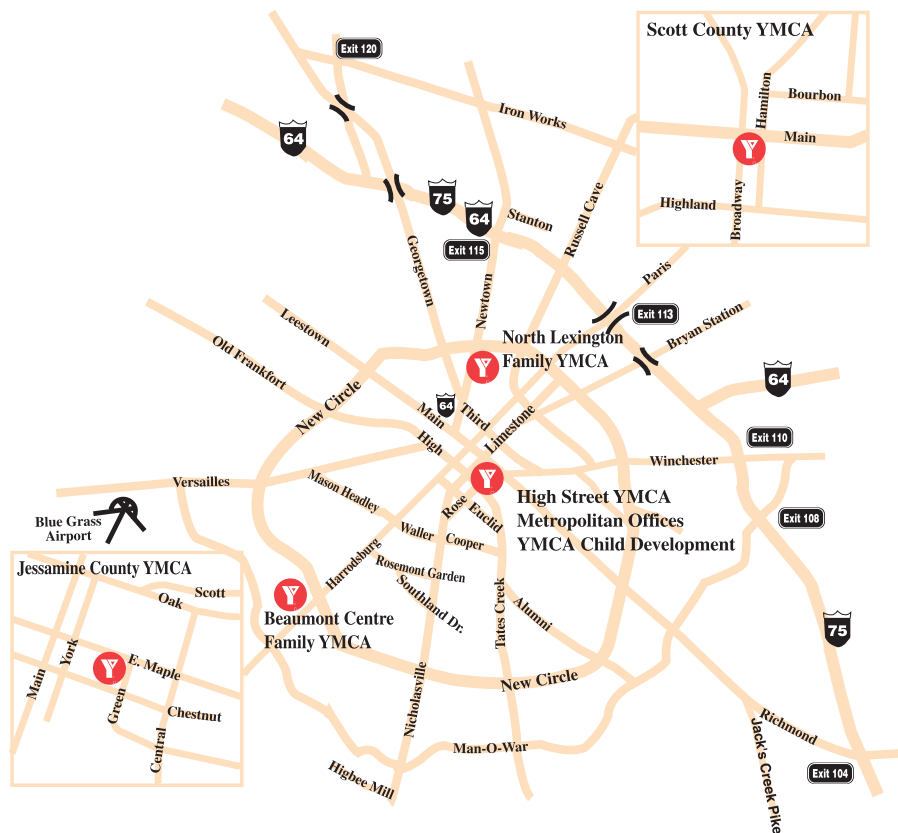 Exit 120
Scott County YMCA
Hamilton
Bourbon
Main
Broadway
Highland
Iron Works
64
75
64
Stanton
Russell Cave
Exit 115
Georgetown
Newtown
Paris
Exit 113
Bryan Station
Leestown
Old Frankfort
North Lexington
Family YMCA
64
New Circle
64
Main
Third
Limestone
High
Exit 110
Winchester
Versailles
Mason Headley
Rose
Euclid
High Street YMCA
Metropolitan Offices
YMCA Child Development
Exit 108
Blue Grass
Airport
Waller
Cooper
Harrodsburg
Rosemont Garden
Southland Dr.
Tates Creek
Alumni
Jessamine County YMCA
Scott
Oak
York
Main
E. Maple
Green
Chestnut
Central
Beaumont Centre
Family YMCA
75
New Circle
Nicholasville
Man-O-War
Higbee Mill
Richmond
Jack's Creek Pike
Exit 104